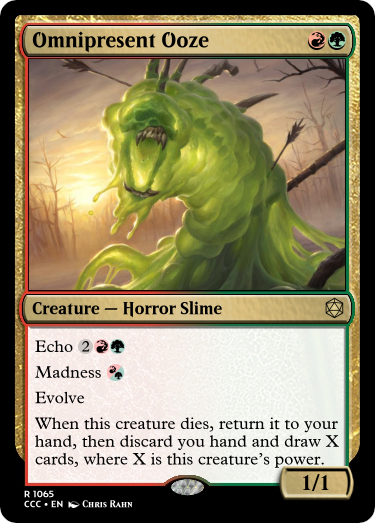 Omnipresent Ooze
Creature — Horror Slime
Echo 2
Madness
Evolve
When this creature dies, return it to your
hand, then discard you hand and draw X
cards, where X is this creature's power.
1/1
R 1065
CCC • EN Chris Rahn